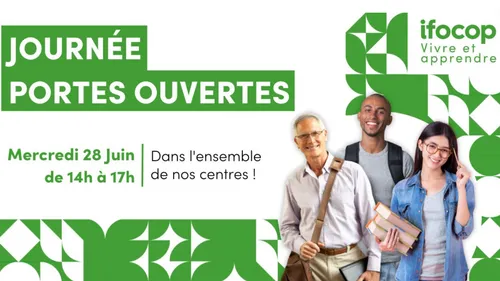 JOURNÉE
PORTES OUVERTES
Mercredi 28 Juin
de 14h à 17h
Dans l'ensemble
de nos centres !
ifocop
Vivre et
apprendre